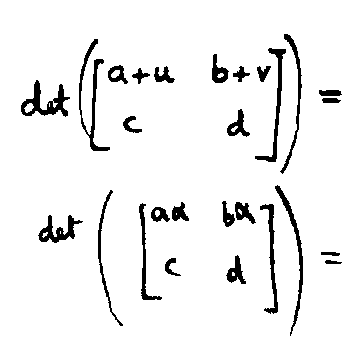 det([a+u b+v
c d]) =
det([aα bα
c d]) =